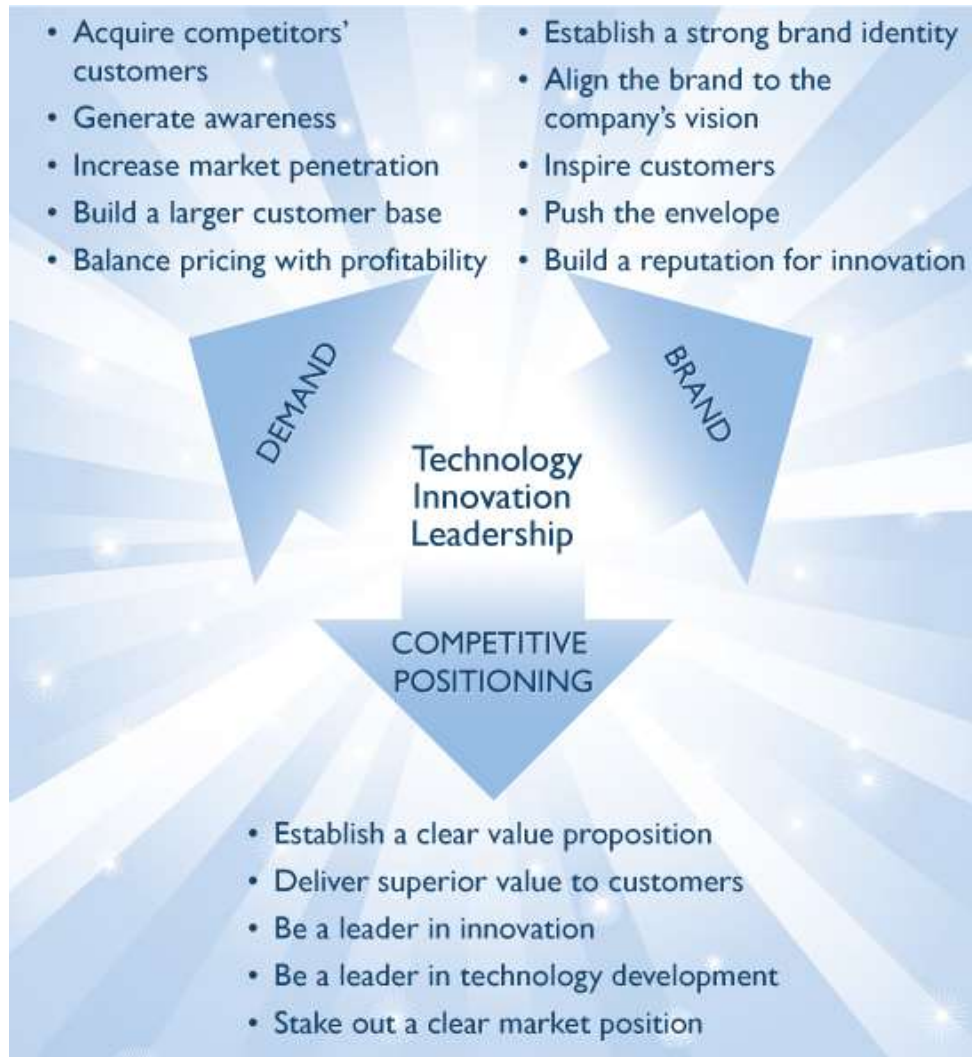 • Acquire competitors'
customers
• Generate awareness
• Increase market penetration
• Build a larger customer base
• Balance pricing with profitability
• Establish a strong brand identity
• Align the brand to the
company's vision
• Inspire customers
• Push the envelope
• Build a reputation for innovation
DEMAND
BRAND
Technology
Innovation
Leadership
COMPETITIVE
POSITIONING
• Establish a clear value proposition
• Deliver superior value to customers
• Be a leader in innovation
• Be a leader in technology development
• Stake out a clear market position